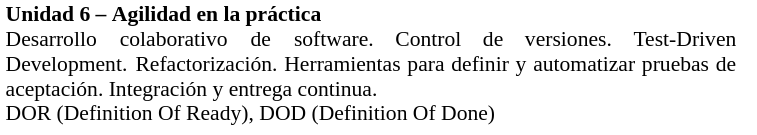 Unidad 6 – Agilidad en la práctica
Desarrollo colaborativo de software. Control de versiones. Test-Driven
Development. Refactorización. Herramientas para definir y automatizar pruebas de
aceptación. Integración y entrega continua.
DOR (Definition Of Ready), DOD (Definition Of Done)